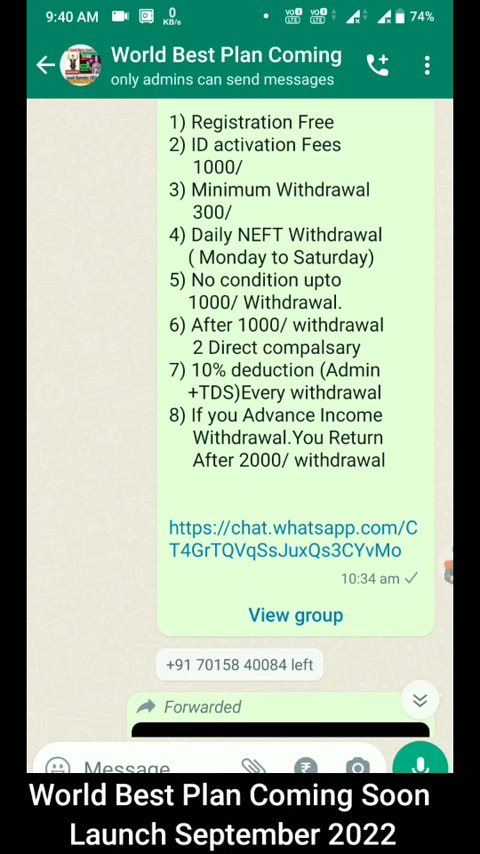 9:40 AM 0 KB/s VO LTE VO LTE 74%
World Best Plan Coming
only admins can send messages
1) Registration Free
2) ID activation Fees
1000/
3) Minimum Withdrawal
300/
4) Daily NEFT Withdrawal
( Monday to Saturday)
5) No condition upto
1000/ Withdrawal.
6) After 1000/ withdrawal
2 Direct compalsary
7) 10% deduction (Admin
+TDS)Every withdrawal
8) If you Advance Income
Withdrawal.You Return
After 2000/ withdrawal
https://chat.whatsapp.com/C
T4GrTQVqSsJuxQs3CYvMo
10:34 am
View group
+91 70158 40084 left
Forwarded
Message
World Best Plan Coming Soon
Launch September 2022